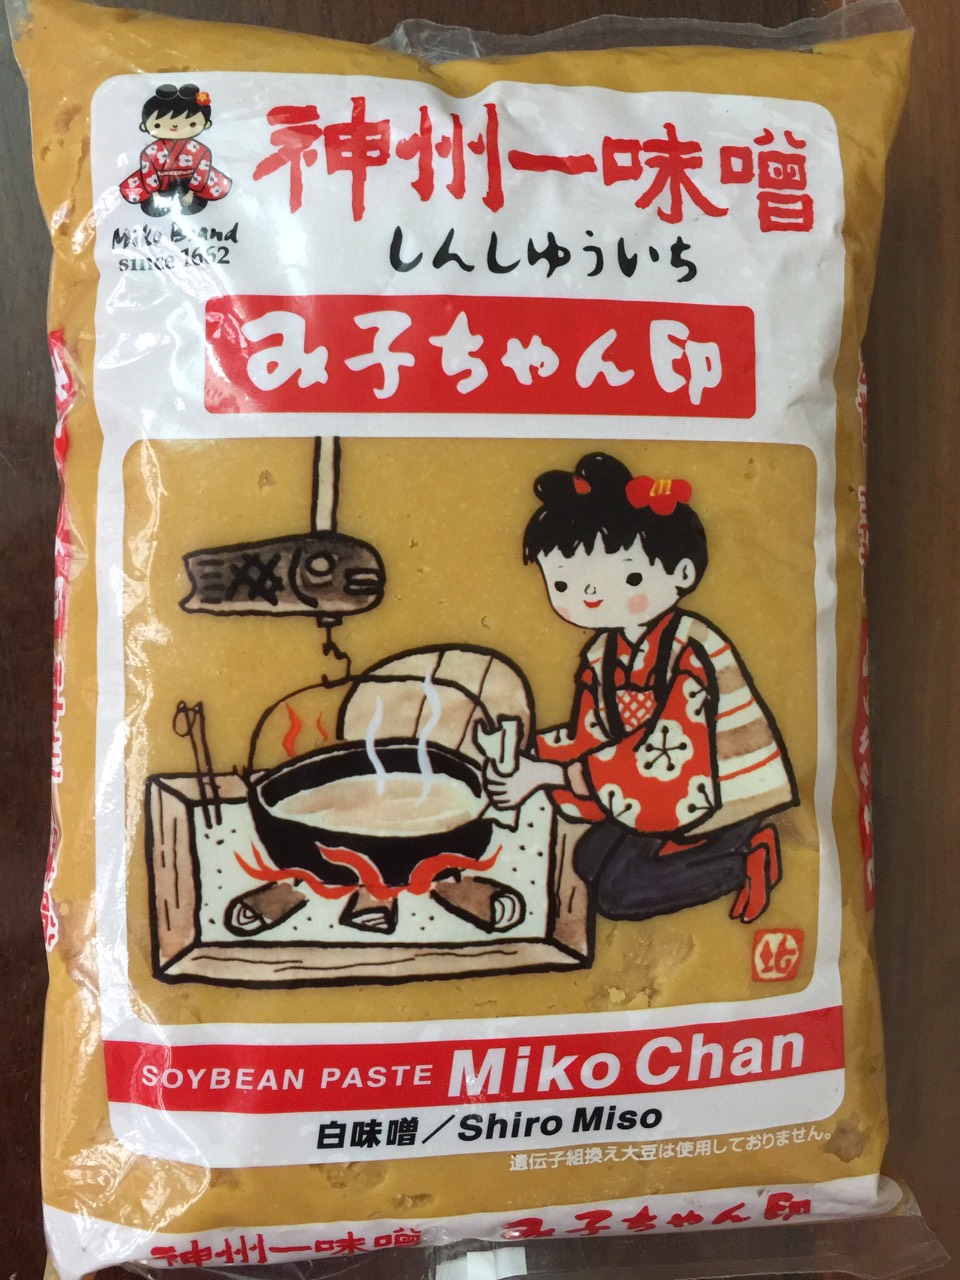 神州一味噌
Miko Brand
since 1662
しんしゅういち
み子ちゃん印
SOYBEAN PASTE Miko Chan
白味噌／Shiro Miso
遺伝子組換え大豆は使用しておりません。
神州一味噌 み子ちゃん印